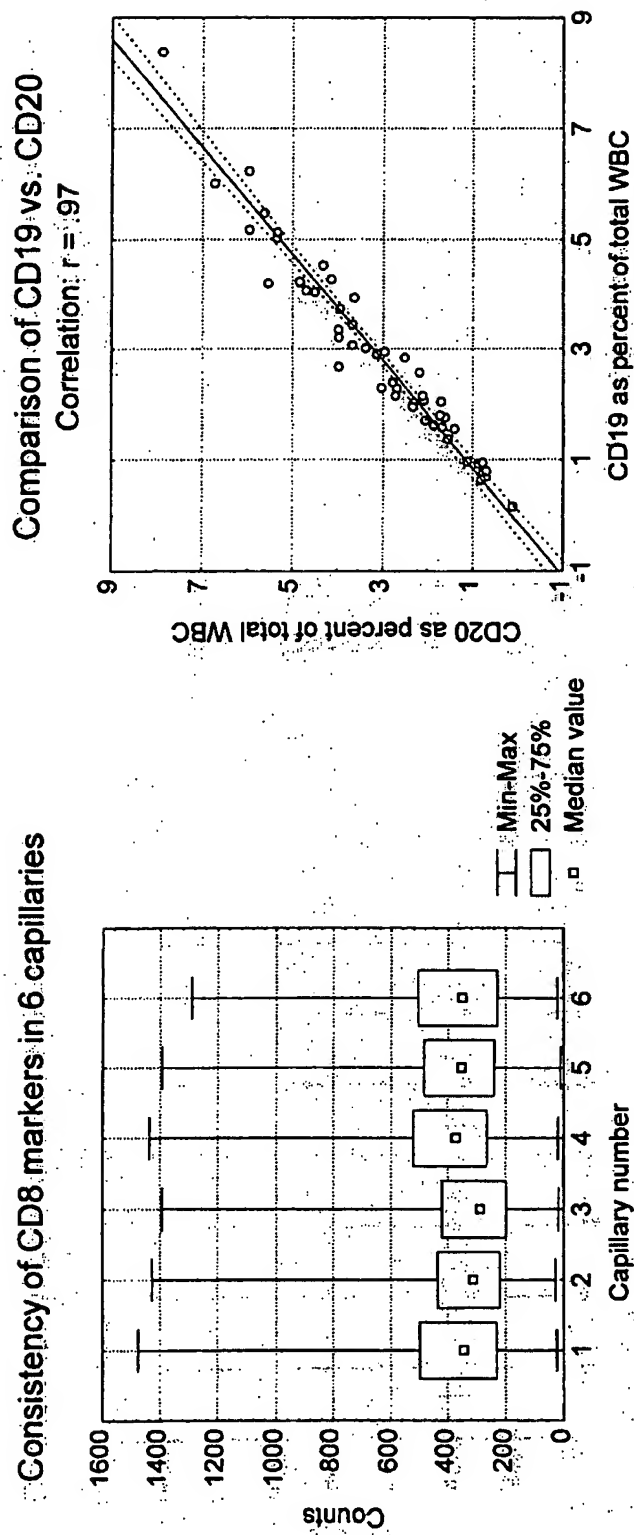 Consistency of CD8 markers in 6 capillaries
Counts
1600
1400
1200
1000
800
600
400
200
0
1 2 3 4 5 6
Capillary number
Min-Max
25%-75%
Median value
Comparison of CD19 vs. CD20
Correlation: r = .97
CD20 as percent of total WBC
9
7
5
3
1
-1
-1 1 3 5 7 9
CD19 as percent of total WBC